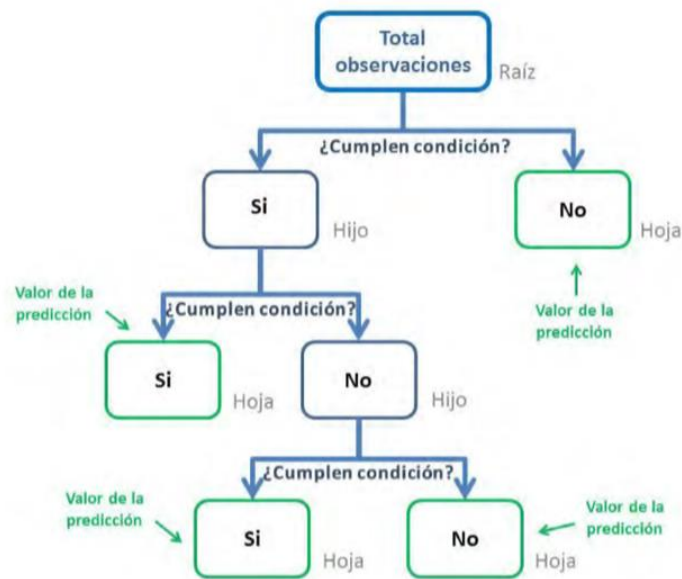 Total
observaciones
Raíz
¿Cumplen condición?
Si
Hijo
No
Hoja
Valor de la
predicción
Valor de la
predicción
¿Cumplen condición?
Si
Hoja
No
Hijo
¿Cumplen condición?
Valor de la
predicción
Si
Hoja
No
Hoja
Valor de la
predicción